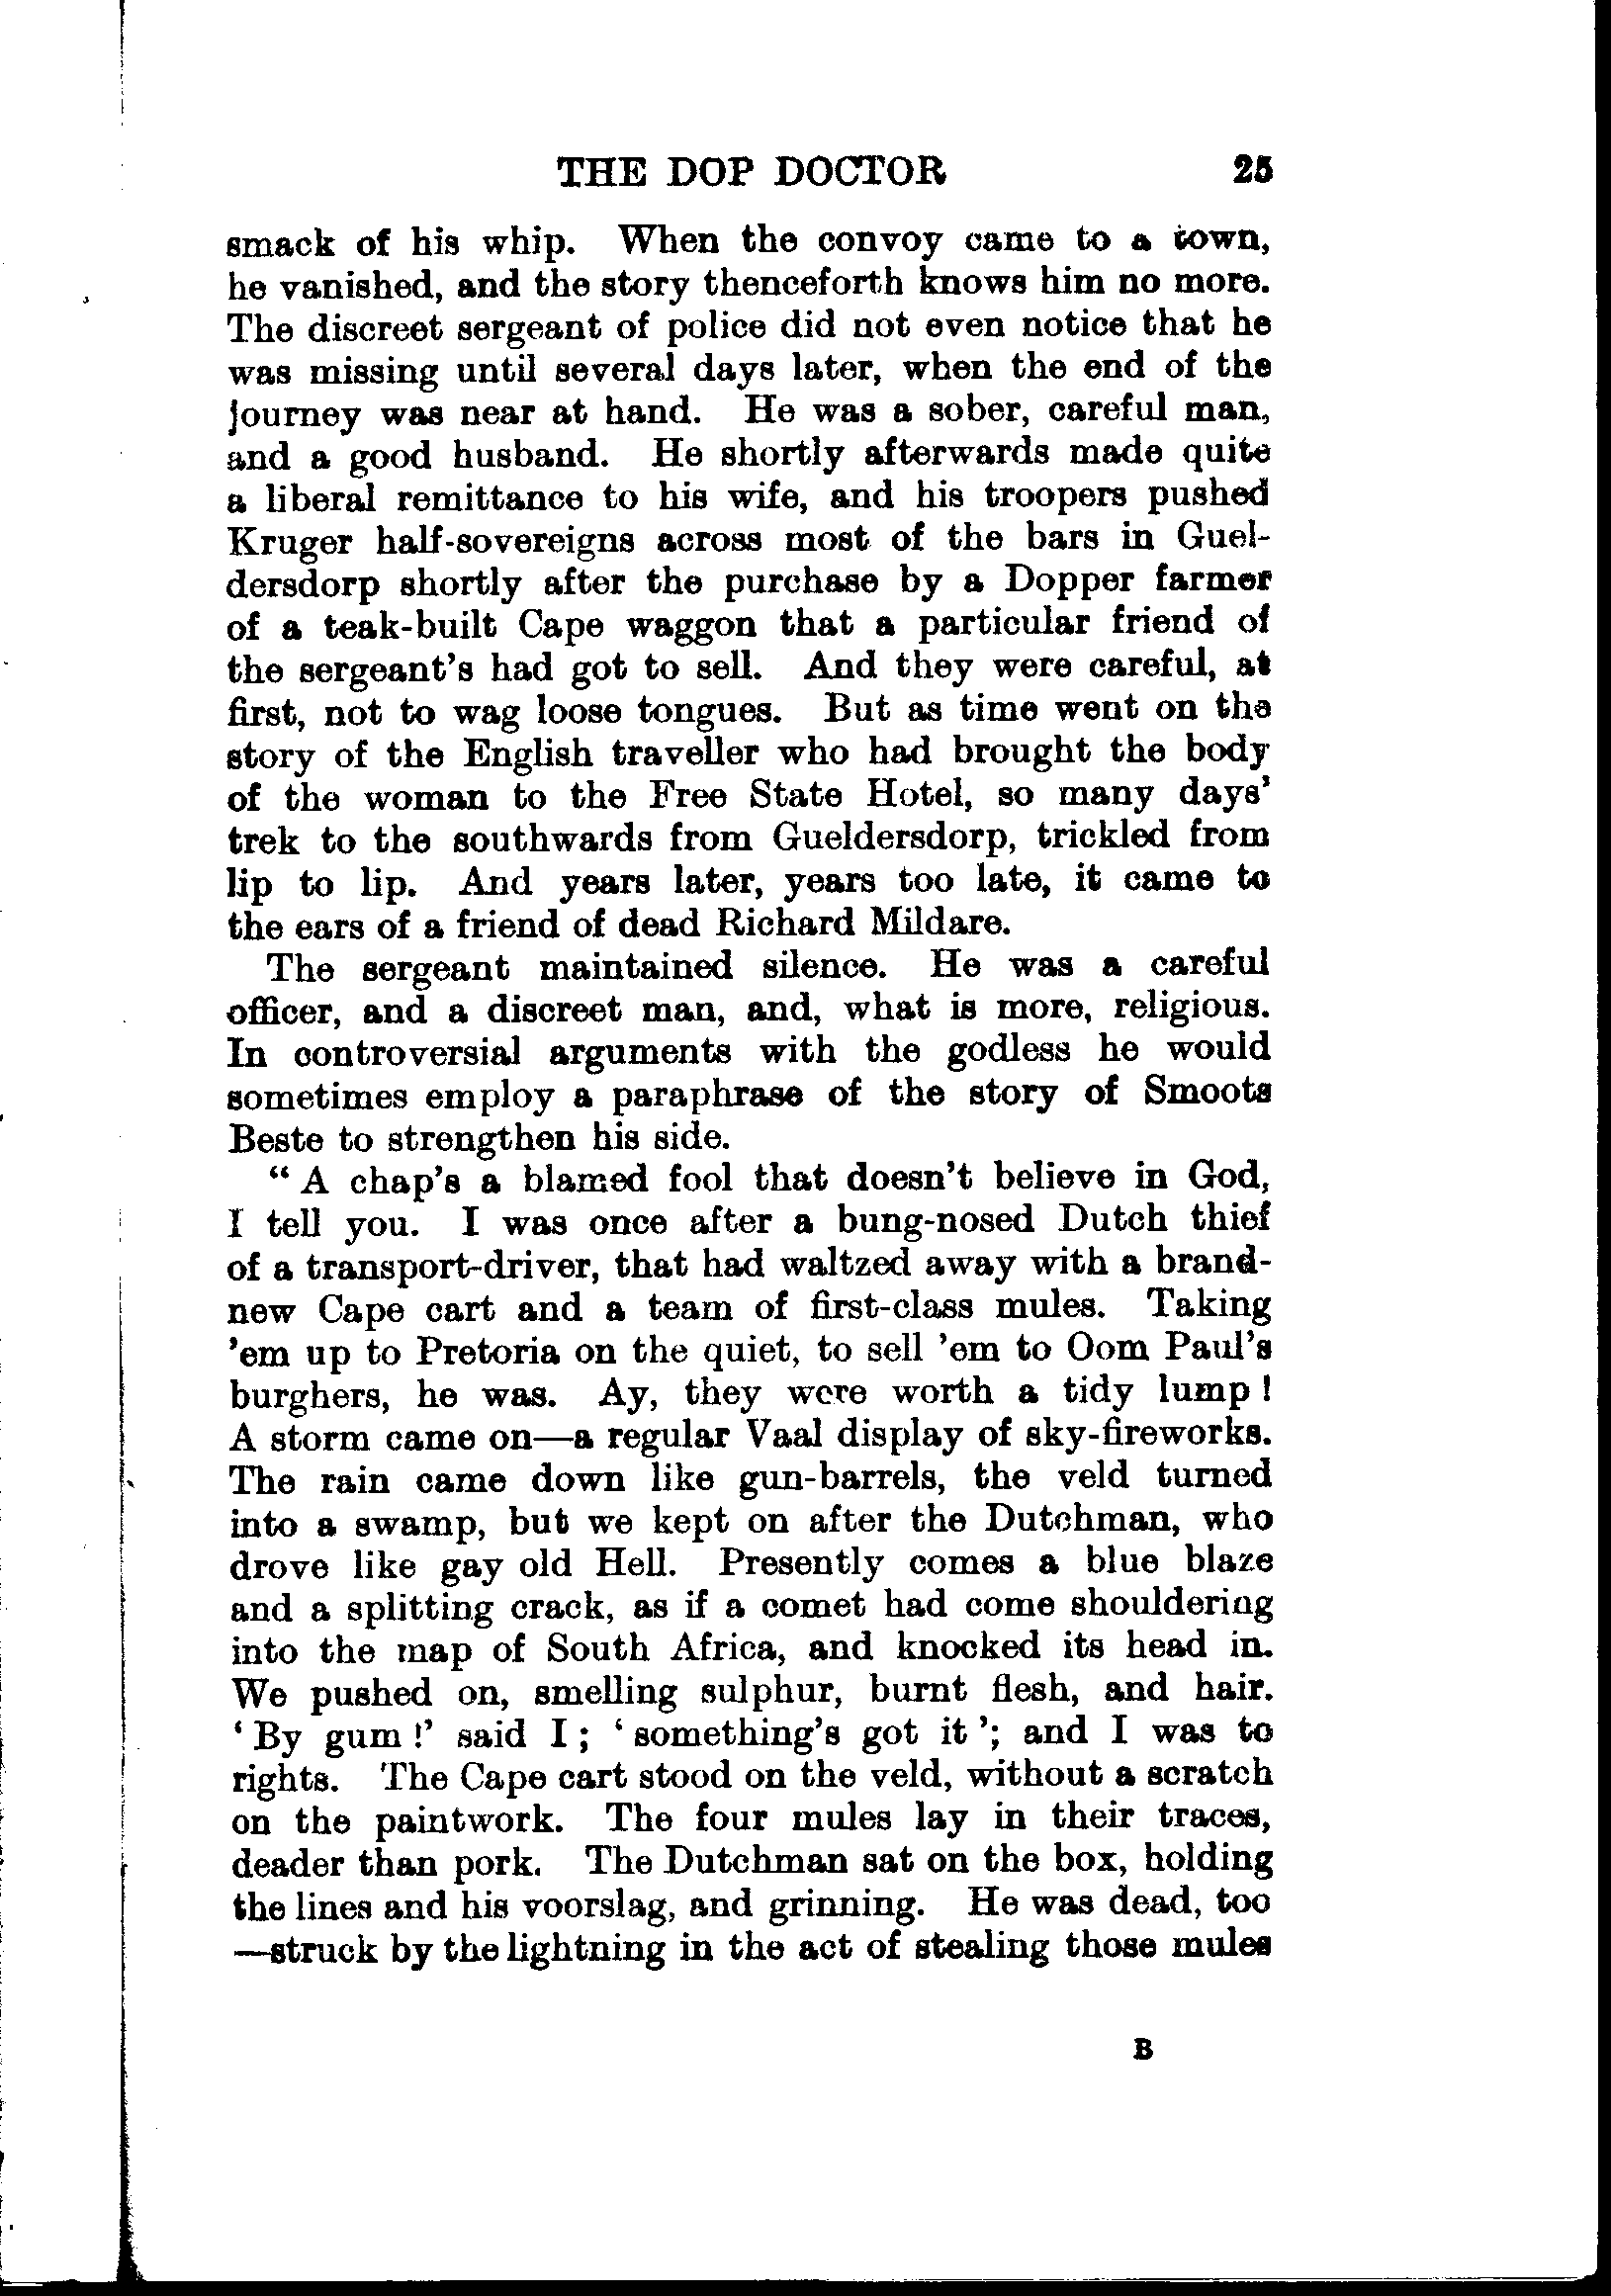 THE DOP DOCTOR 25
smack of his whip. When the convoy came to a town,
he vanished, and the story thenceforth knows him no more.
The discreet sergeant of police did not even notice that he
was missing until several days later, when the end of the
journey was near at hand. He was a sober, careful man,
and a good husband. He shortly afterwards made quite
a liberal remittance to his wife, and his troopers pushed
Kruger half-sovereigns across most of the bars in Guel-
dersdorp shortly after the purchase by a Dopper farmer
of a teak-built Cape waggon that a particular friend of
the sergeant's had got to sell. And they were careful, at
first, not to wag loose tongues. But as time went on the
story of the English traveller who had brought the body
of the woman to the Free State Hotel, so many days'
trek to the southwards from Gueldersdorp, trickled from
lip to lip. And years later, years too late, it came to
the ears of a friend of dead Richard Mildare.
The sergeant maintained silence. He was a careful
officer, and a discreet man, and, what is more, religious.
In controversial arguments with the godless he would
sometimes employ a paraphrase of the story of Smoots
Beste to strengthen his side.
"A chap's a blamed fool that doesn't believe in God,
I tell you. I was once after a bung-nosed Dutch thief
of a transport-driver, that had waltzed away with a brand-
new Cape cart and a team of first-class mules. Taking
'em up to Pretoria on the quiet, to sell 'em to Oom Paul's
burghers, he was. Ay, they were worth a tidy lump!
A storm came on—a regular Vaal display of sky-fireworks.
The rain came down like gun-barrels, the veld turned
into a swamp, but we kept on after the Dutchman, who
drove like gay old Hell. Presently comes a blue blaze
and a splitting crack, as if a comet had come shouldering
into the map of South Africa, and knocked its head in.
We pushed on, smelling sulphur, burnt flesh, and hair.
'By gum!' said I; 'something's got it'; and I was to
rights. The Cape cart stood on the veld, without a scratch
on the paintwork. The four mules lay in their traces,
deader than pork. The Dutchman sat on the box, holding
the lines and his voorslag, and grinning. He was dead, too
—struck by the lightning in the act of stealing those mules
B